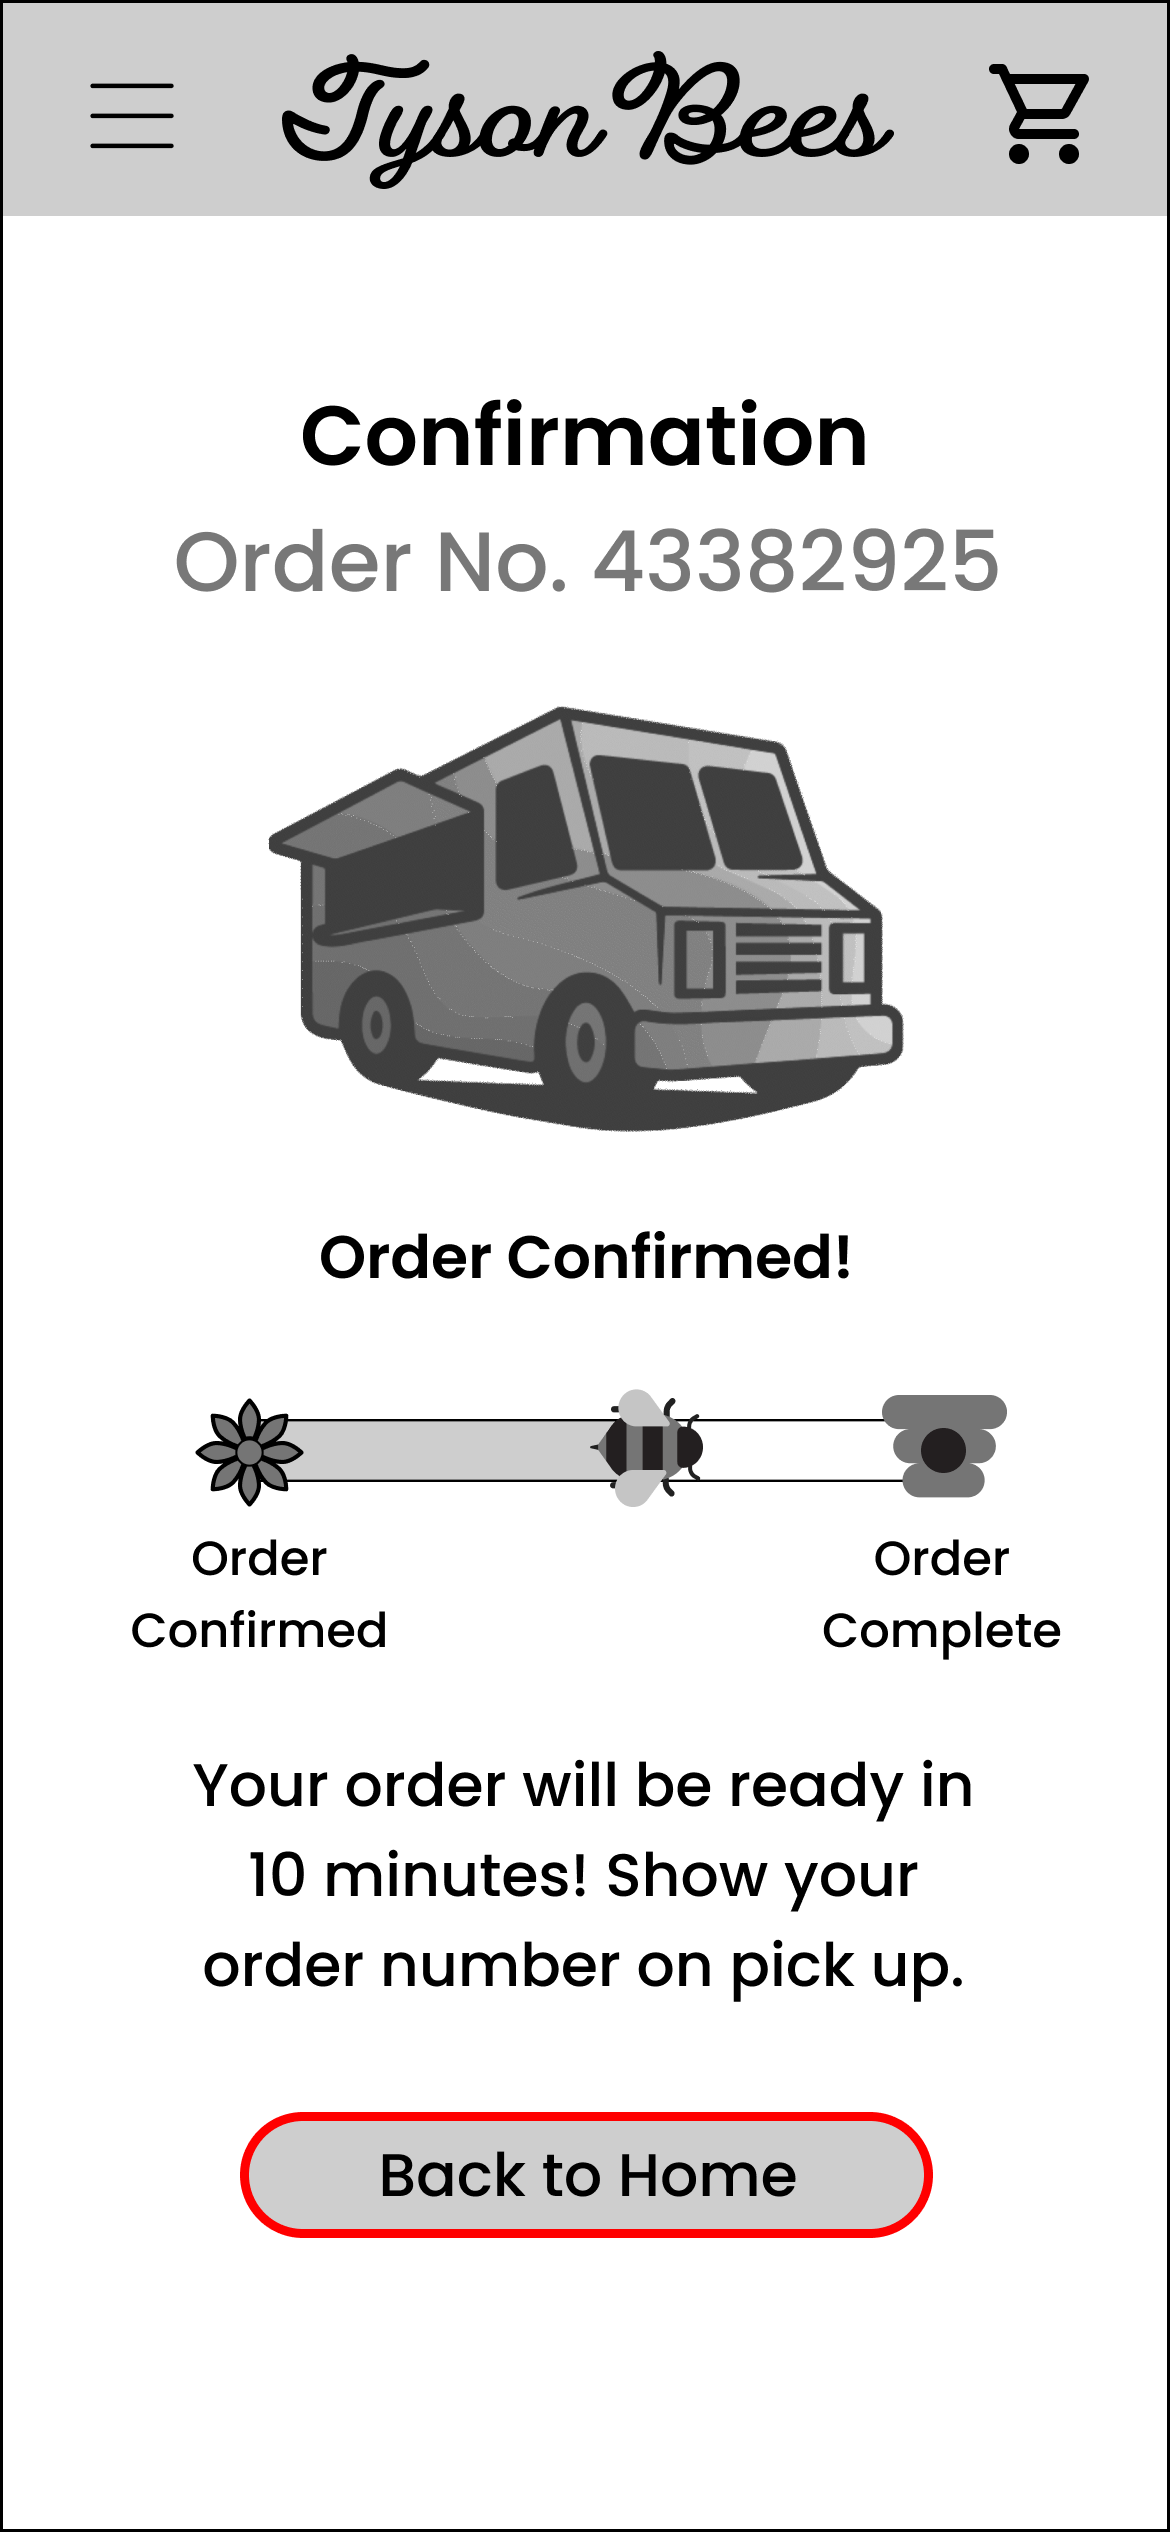 Tyson Bees
Confirmation
Order No. 43382925
Order Confirmed!
Order
Confirmed
Order
Complete
Your order will be ready in
10 minutes! Show your
order number on pick up.
Back to Home